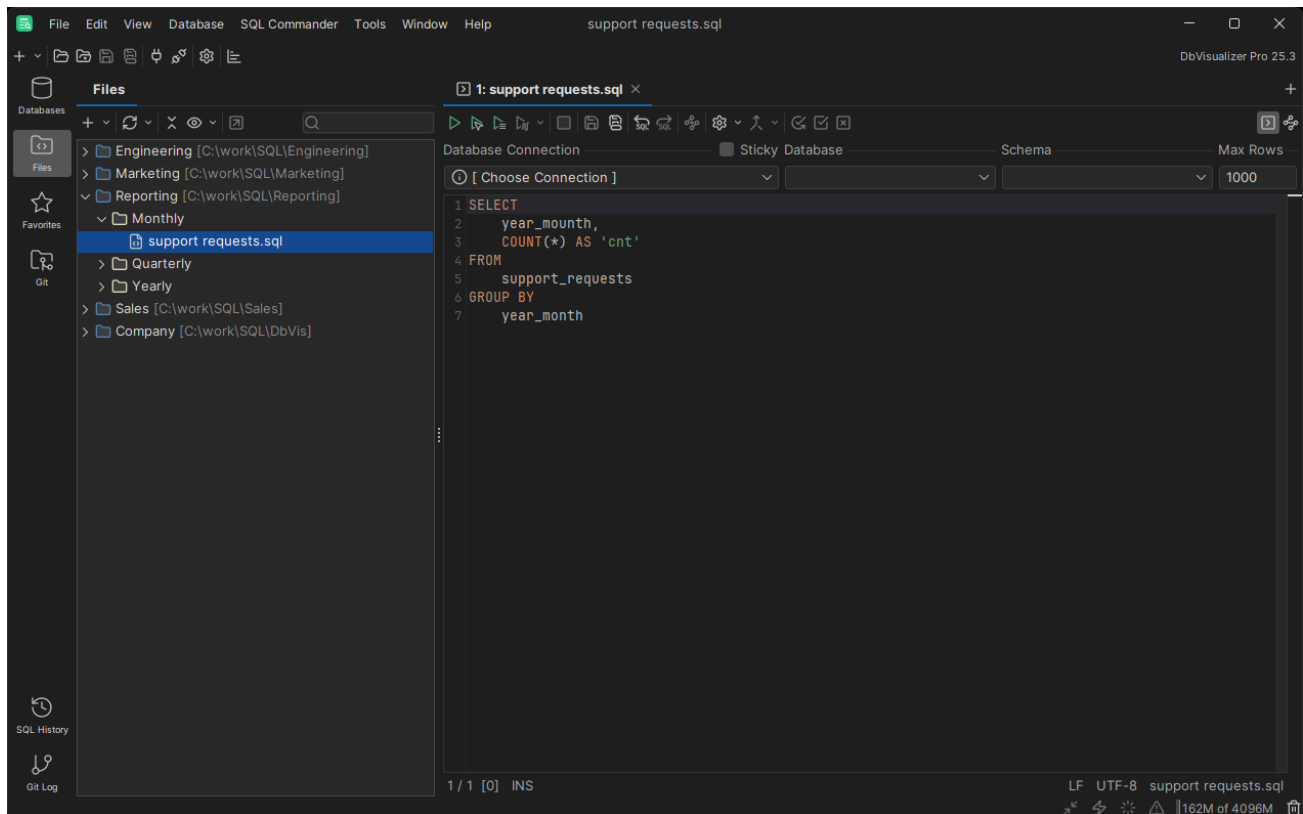 File Edit View Database SQL Commander Tools Window Help support requests.sql
DbVisualizer Pro 25.3
Databases
Files
Favorites
Git
SQL History
Git Log
Files
Engineering [C:\work\SQL\Engineering]
Marketing [C:\work\SQL\Marketing]
Reporting [C:\work\SQL\Reporting]
Monthly
support requests.sql
Quarterly
Yearly
Sales [C:\work\SQL\Sales]
Company [C:\work\SQL\DbVis]
1: support requests.sql
Database Connection Sticky Database Schema Max Rows
[ Choose Connection ] 1000
1 SELECT
2 year_mounth,
3 COUNT(*) AS 'cnt'
4 FROM
5 support_requests
6 GROUP BY
7 year_month
1 / 1 [0] INS LF UTF-8 support requests.sql
162M of 4096M